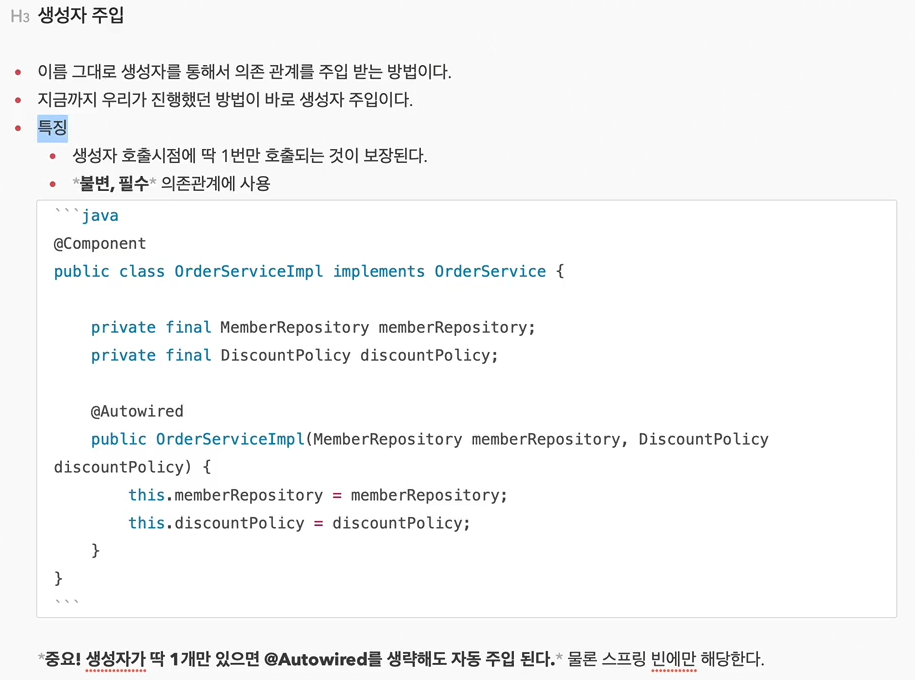 H3 생성자 주입
• 이름 그대로 생성자를 통해서 의존 관계를 주입 받는 방법이다.
• 지금까지 우리가 진행했던 방법이 바로 생성자 주입이다.
• 특징
• 생성자 호출시점에 딱 1번만 호출되는 것이 보장된다.
• *불변, 필수* 의존관계에 사용
```java
@Component
public class OrderServiceImpl implements OrderService {
    private final MemberRepository memberRepository;
    private final DiscountPolicy discountPolicy;
    @Autowired
    public OrderServiceImpl(MemberRepository memberRepository, DiscountPolicy
discountPolicy) {
        this.memberRepository = memberRepository;
        this.discountPolicy = discountPolicy;
    }
}
```
*중요! 생성자가 딱 1개만 있으면 @Autowired를 생략해도 자동 주입 된다.* 물론 스프링 빈에만 해당한다.